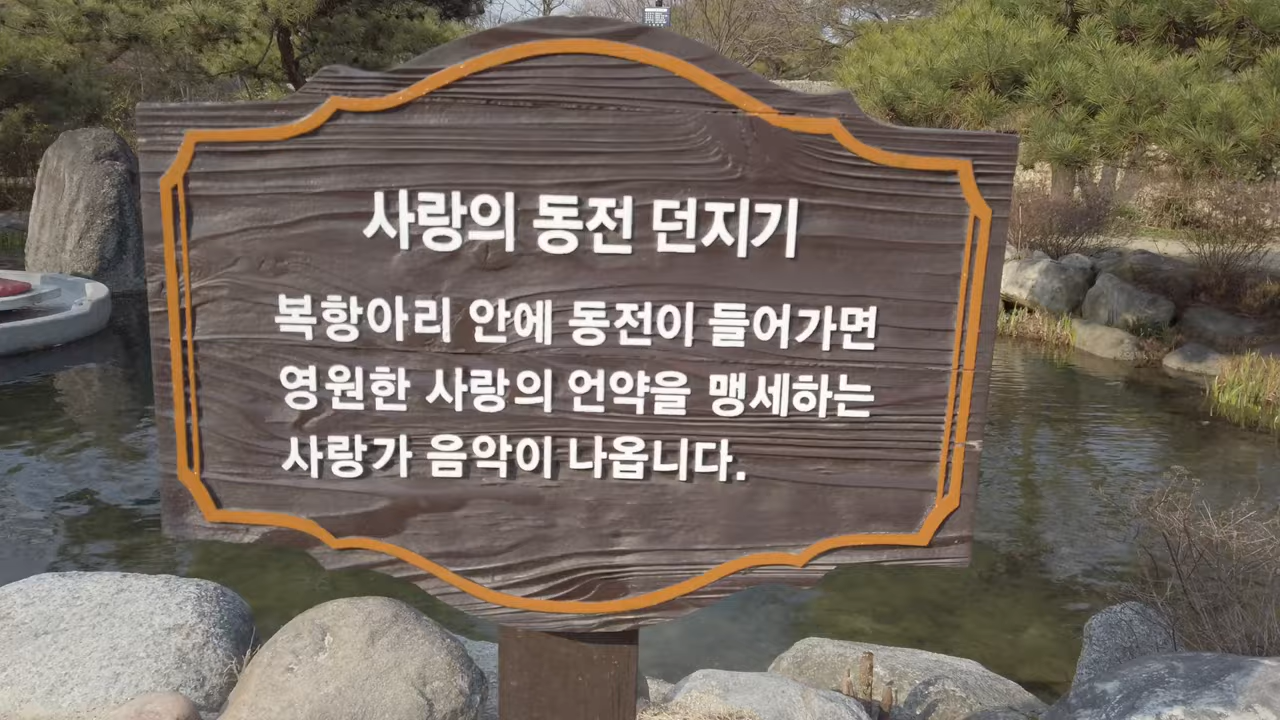 사랑의 동전 던지기
복항아리 안에 동전이 들어가면
영원한 사랑의 언약을 맹세하는
사랑가 음악이 나옵니다.